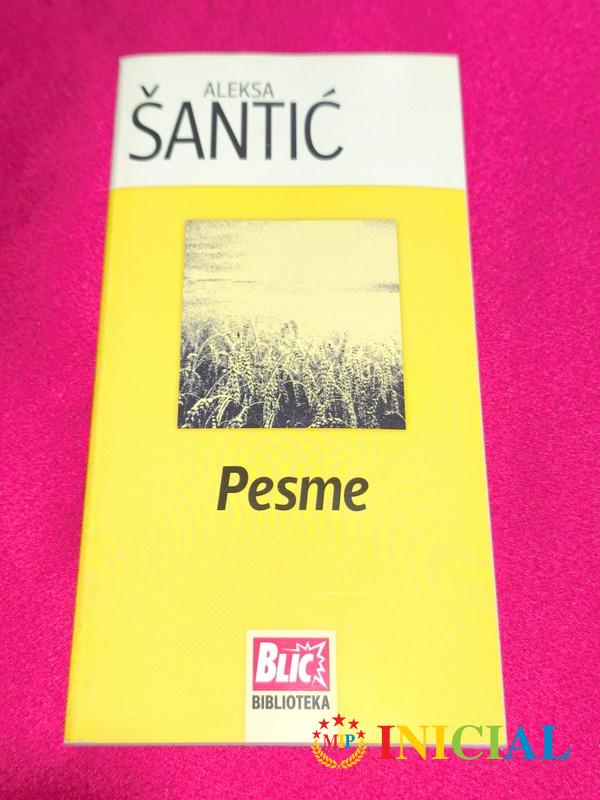 ALEKSA
ŠANTIĆ
Pesme
BLIC
BIBLIOTEKA
MP INICIAL